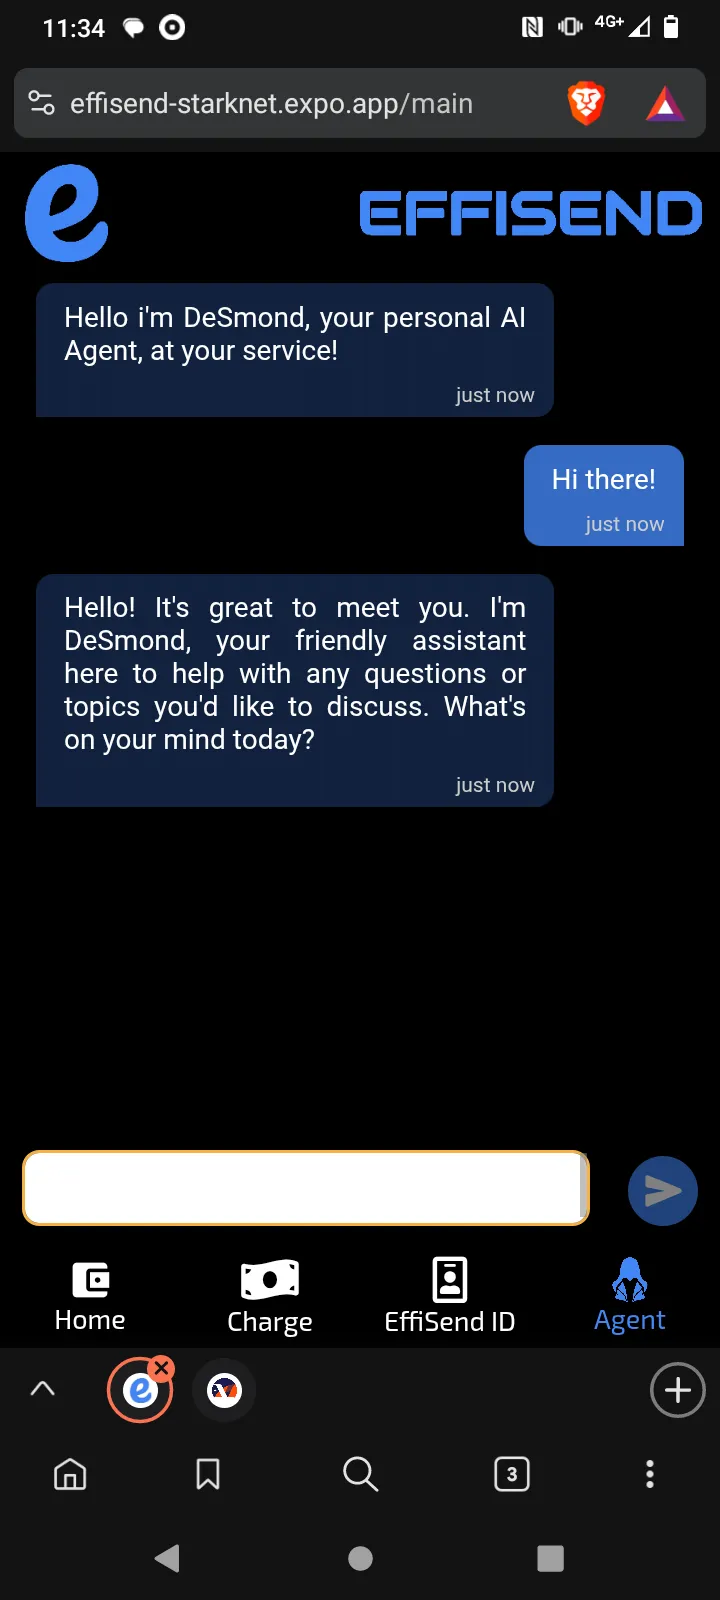 11:34
4G+
effisend-starknet.expo.app/main
e
EFFISEND
Hello i'm DeSmond, your personal AI
Agent, at your service!
just now
Hi there!
just now
Hello! It's great to meet you. I'm
DeSmond, your friendly assistant
here to help with any questions or
topics you'd like to discuss. What's
on your mind today?
just now
Home
Charge
EffiSend ID
Agent
e
3